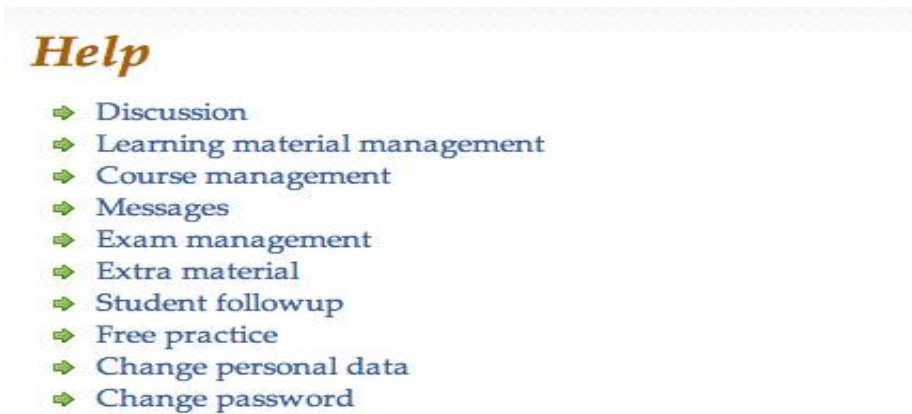 Help
Discussion
Learning material management
Course management
Messages
Exam management
Extra material
Student followup
Free practice
Change personal data
Change password